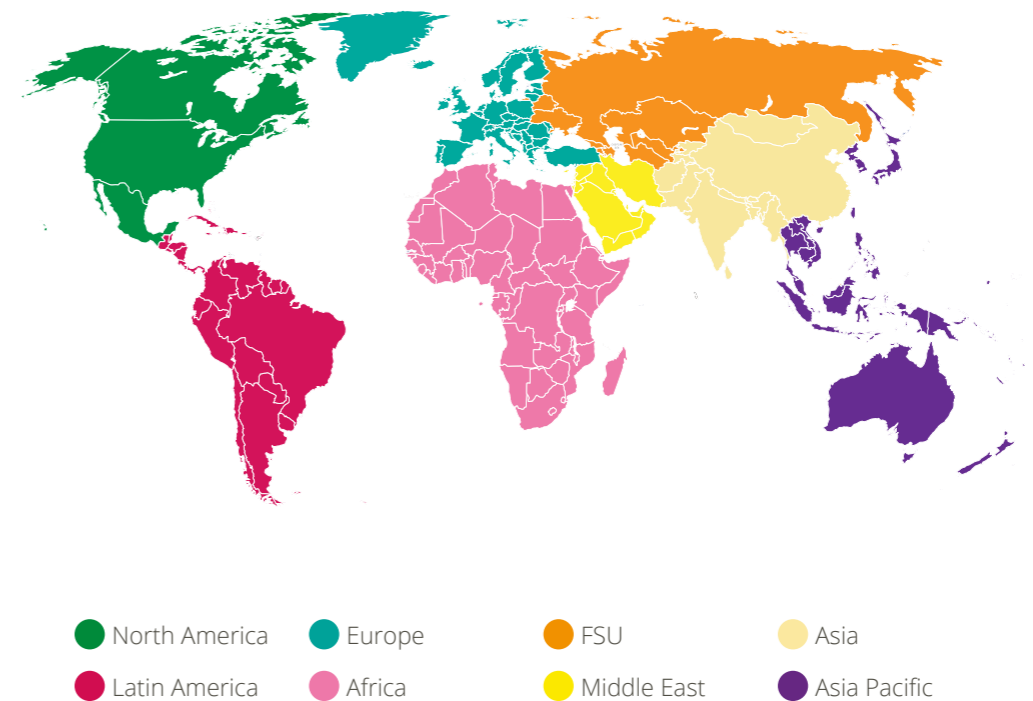 North America
Europe
FSU
Asia
Latin America
Africa
Middle East
Asia Pacific